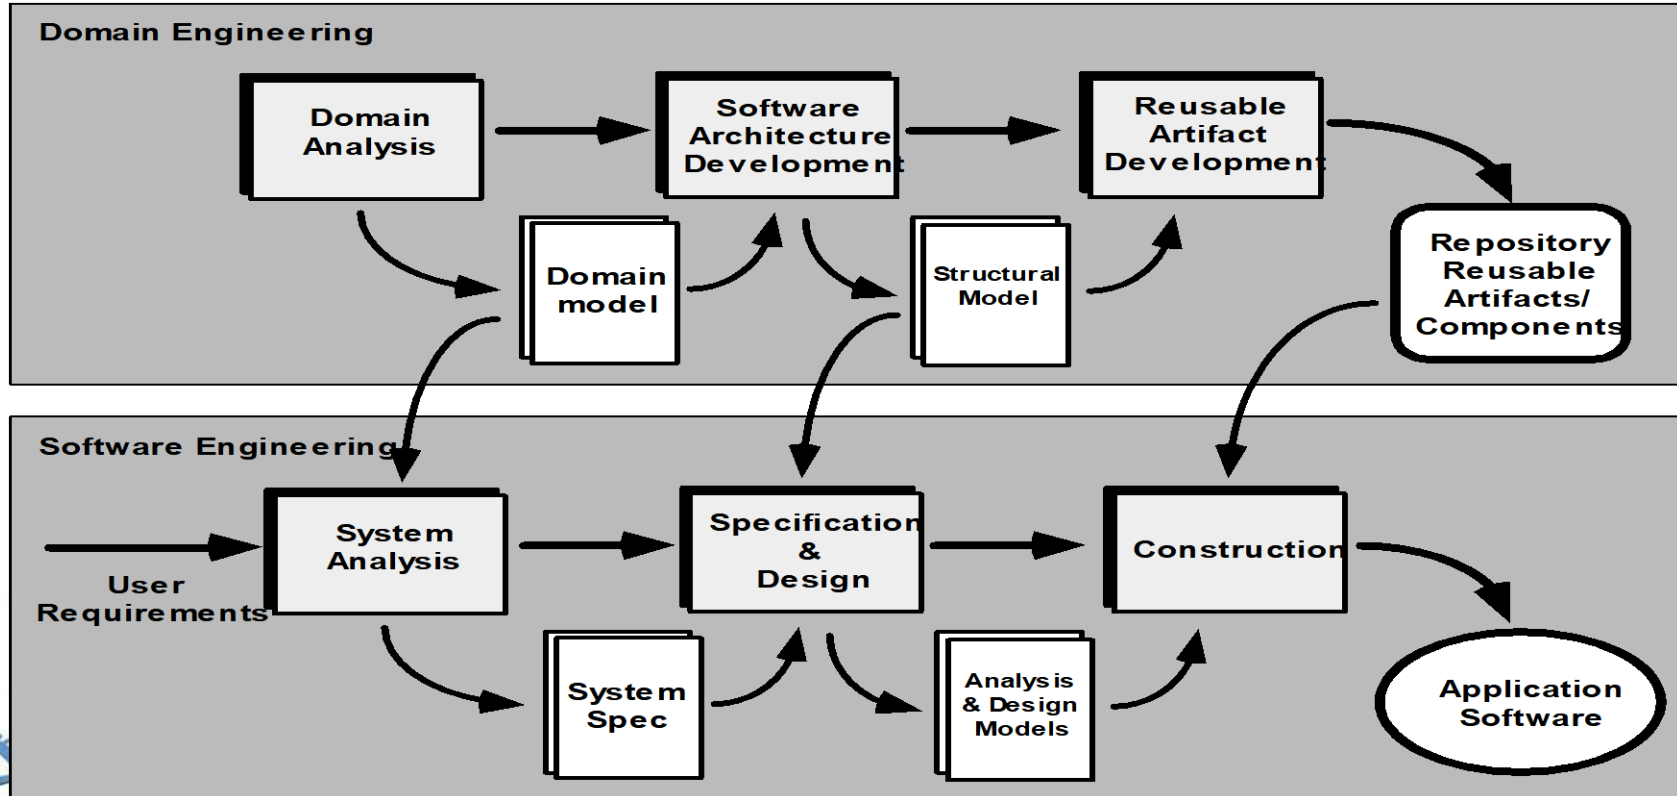 Domain Engineering
Domain
Analysis
Software
Architecture
Development
Reusable
Artifact
Development
Domain
model
Structural
Model
Repository
Reusable
Artifacts/
Components
Software Engineering
User
Requirements
System
Analysis
Specification
&
Design
Construction
System
Spec
Analysis
& Design
Models
Application
Software